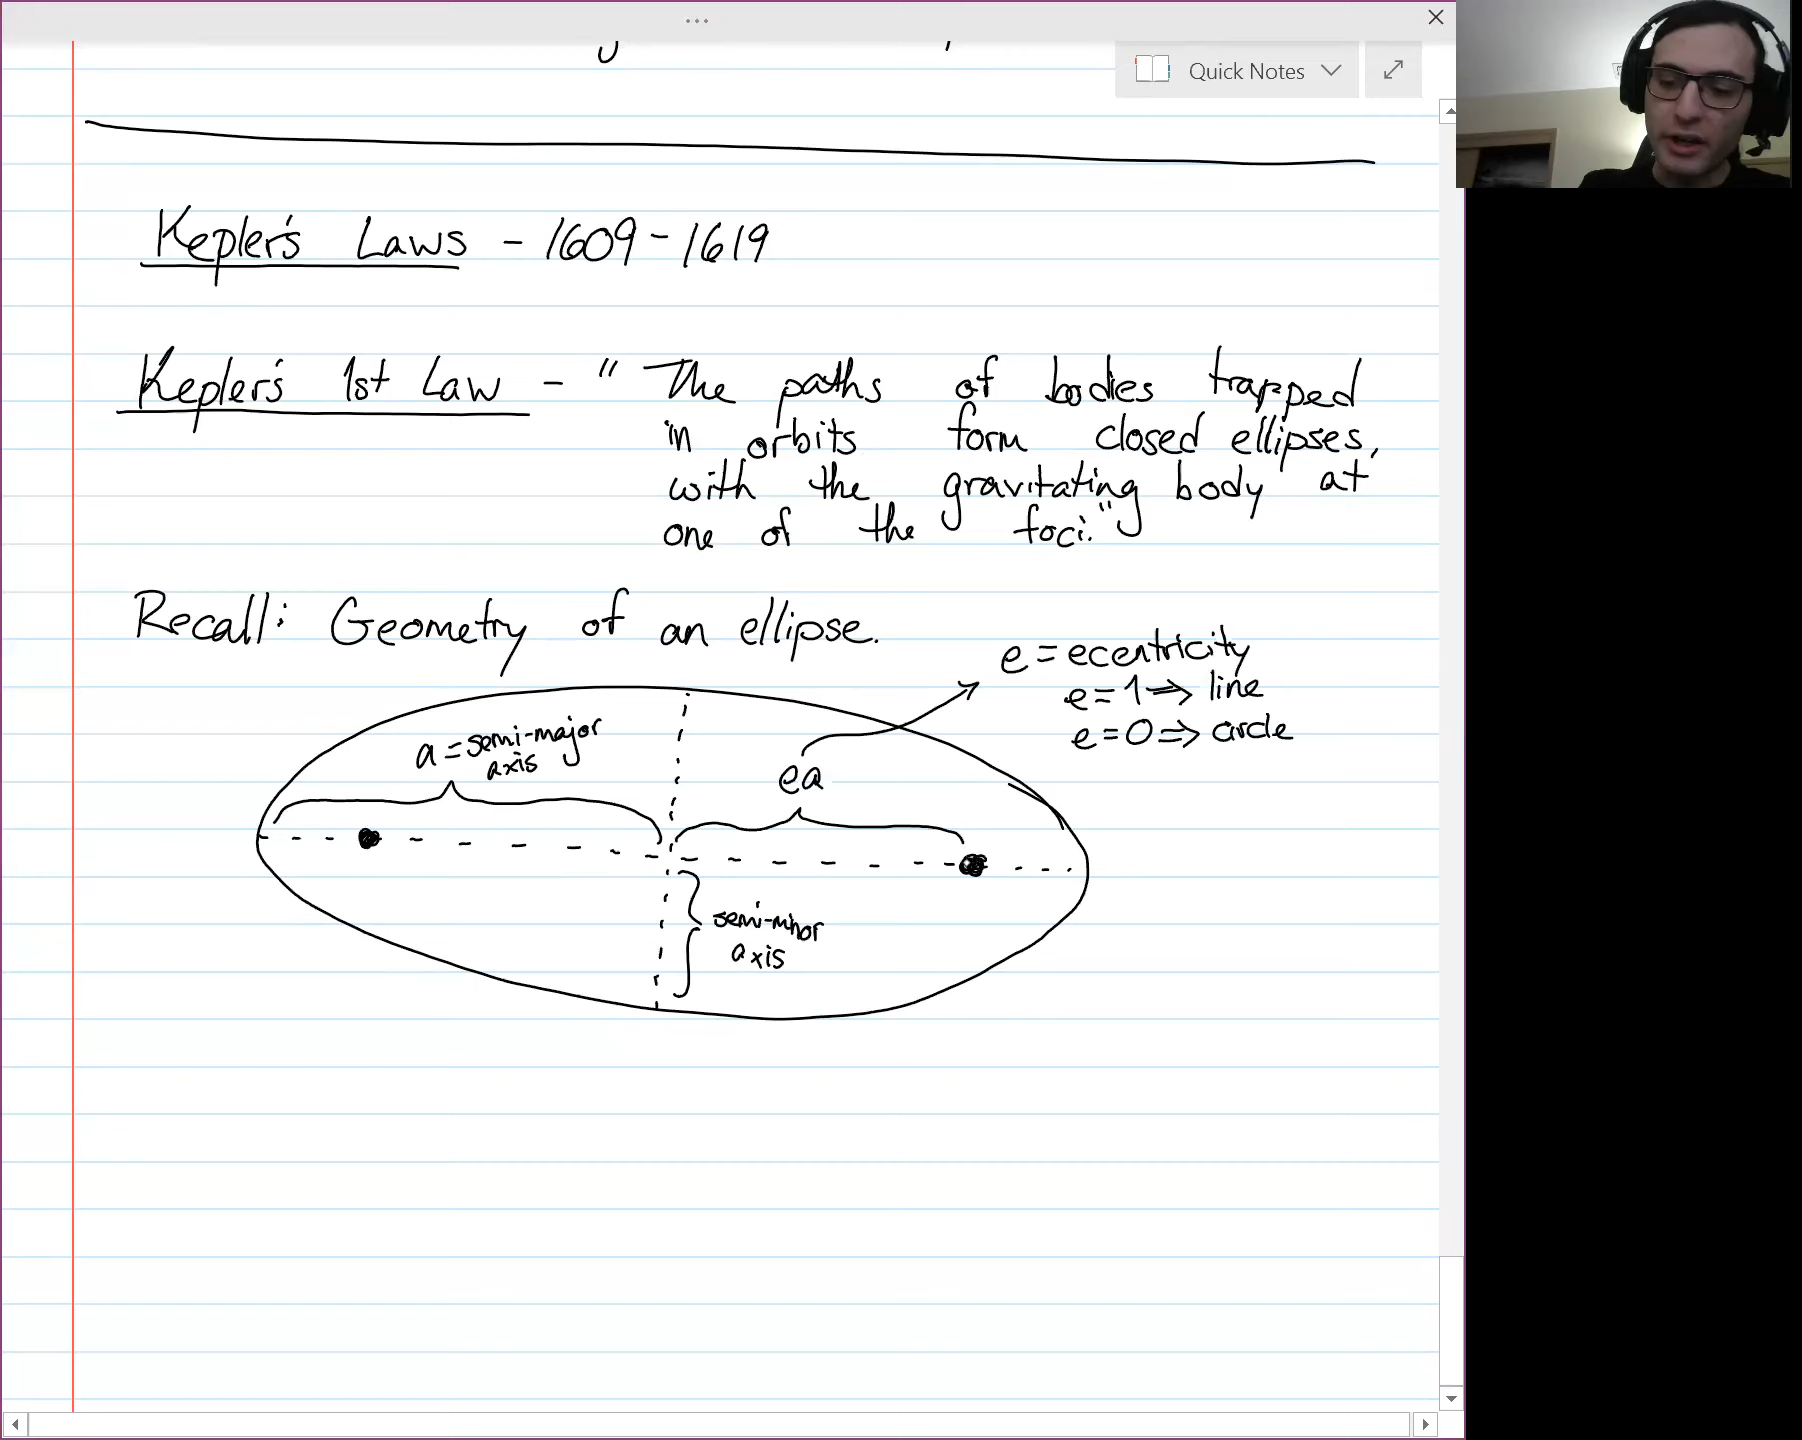 Quick Notes
Kepler's Laws - 1609-1619
Kepler's 1st Law - " The paths of bodies trapped
in orbits form closed ellipses,
with the gravitating body at
one of the foci."
Recall: Geometry of an ellipse.
e = ecentricity
e = 1 => line
e = 0 => circle
a = semi-major
axis
ea
semi-minor
axis